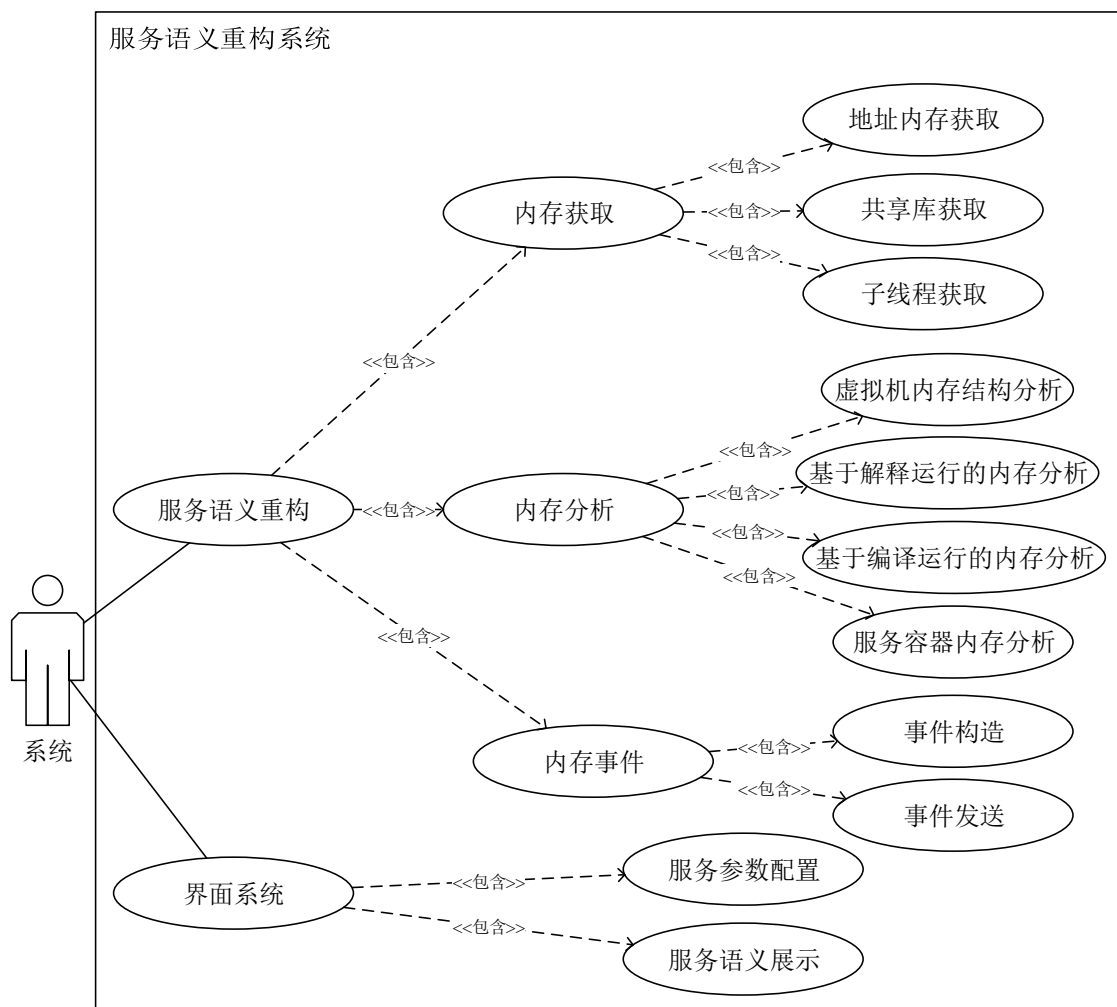 服务语义重构系统
地址内存获取
<<包含>>
内存获取
<<包含>>
共享库获取
<<包含>>
子线程获取
<<包含>>
虚拟机内存结构分析
<<包含>>
基于解释运行的内存分析
服务语义重构
<<包含>>
内存分析
<<包含>>
<<包含>>
基于编译运行的内存分析
<<包含>>
服务容器内存分析
<<包含>>
系统
事件构造
<<包含>>
内存事件
<<包含>>
事件发送
服务参数配置
<<包含>>
界面系统
<<包含>>
服务语义展示